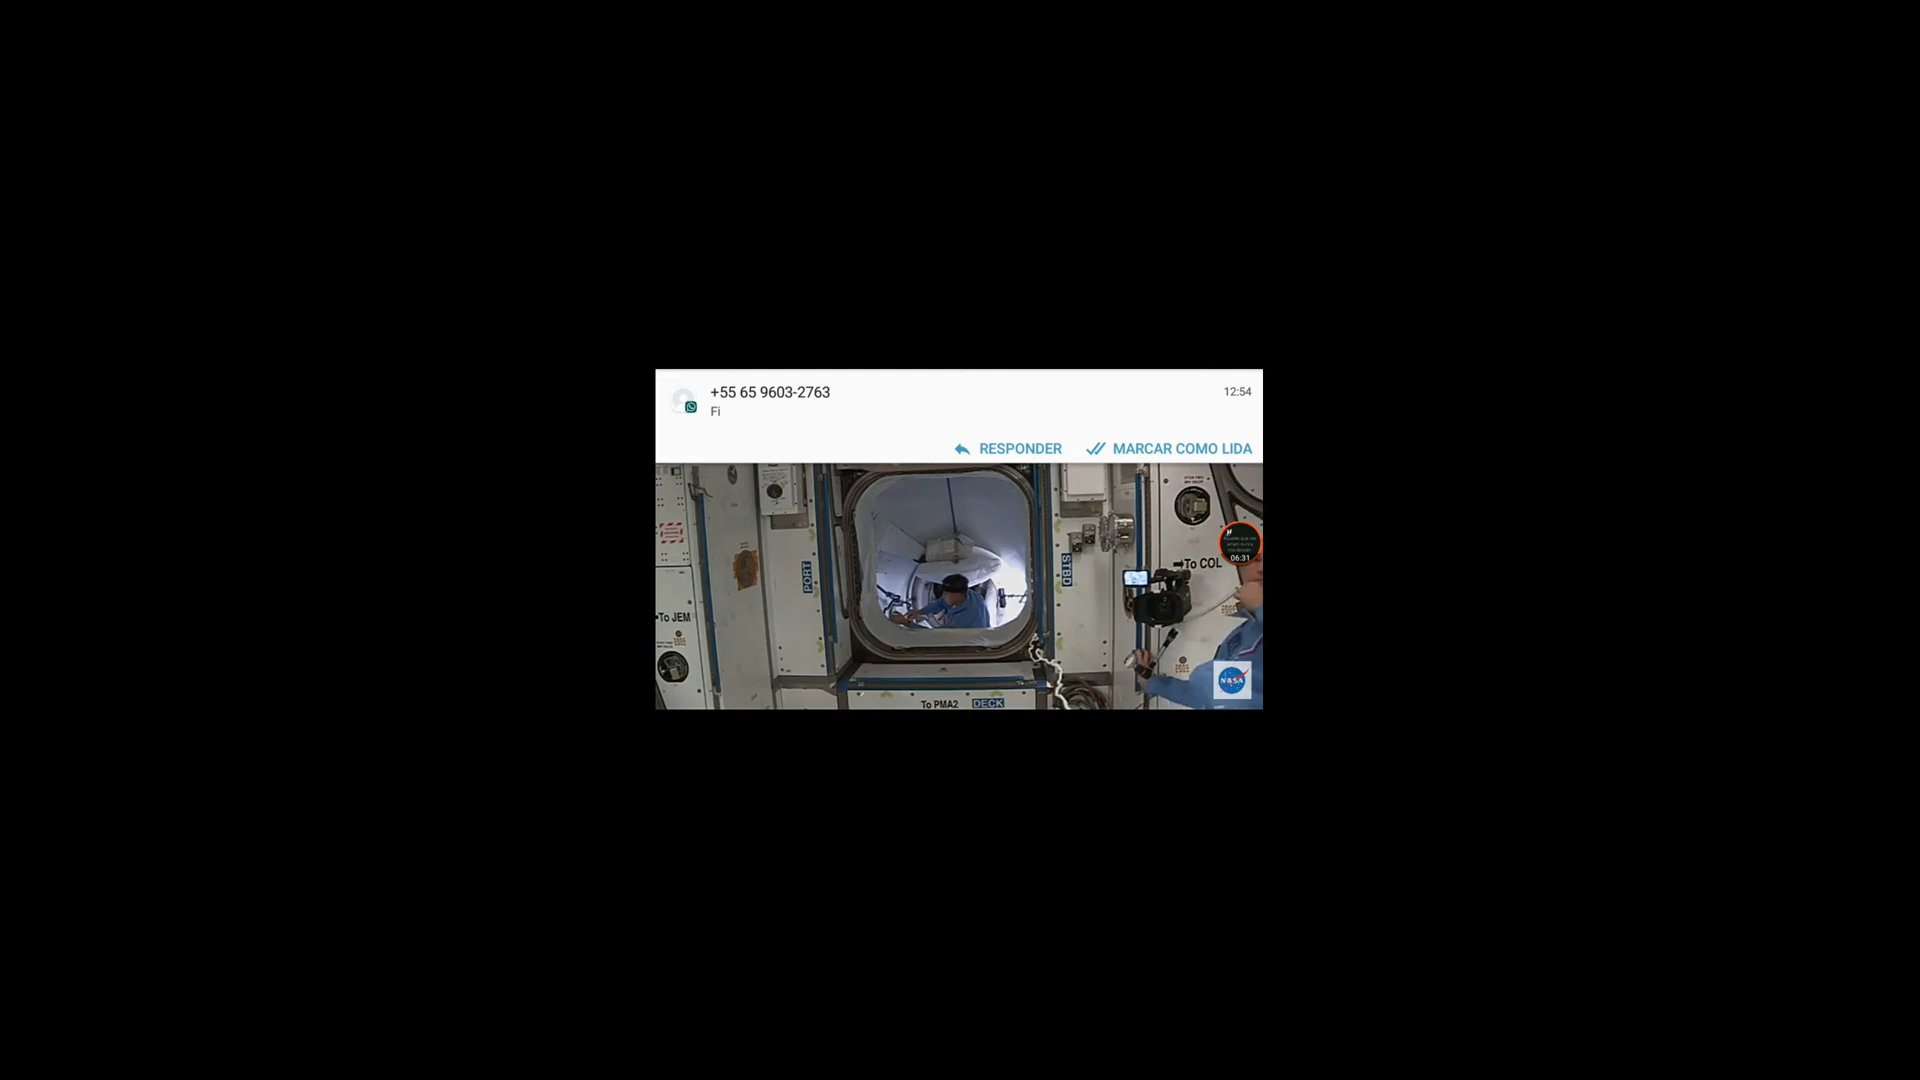 +55 65 9603-2763
12:54
Fi
RESPONDER
MARCAR COMO LIDA
PORT
STBD
To COL
06:31
To JEM
NASA
To PMA2
DECK